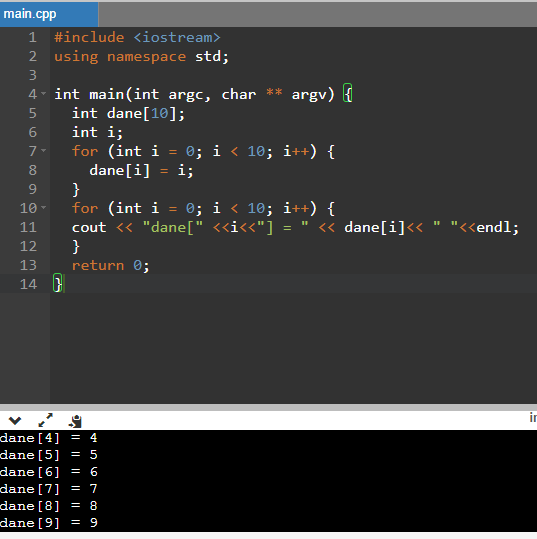 main.cpp
1 #include <iostream>
2 using namespace std;
3
4 int main(int argc, char ** argv) {
5   int dane[10];
6   int i;
7   for (int i = 0; i < 10; i++) {
8     dane[i] = i;
9   }
10   for (int i = 0; i < 10; i++) {
11   cout << "dane[" <<i<<"] = " << dane[i]<< " "<<endl;
12   }
13   return 0;
14 }
dane[4] = 4
dane[5] = 5
dane[6] = 6
dane[7] = 7
dane[8] = 8
dane[9] = 9